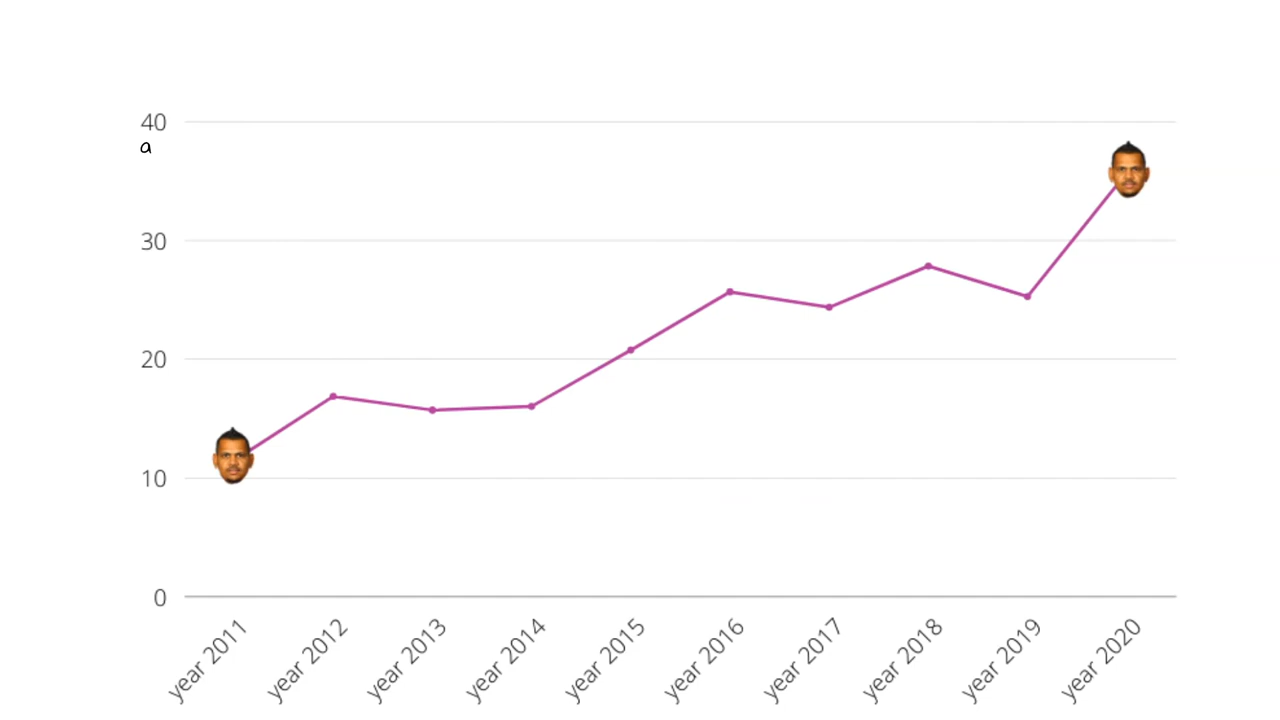 40
a
30
20
10
0
year 2011
year 2012
year 2013
year 2014
year 2015
year 2016
year 2017
year 2018
year 2019
year 2020